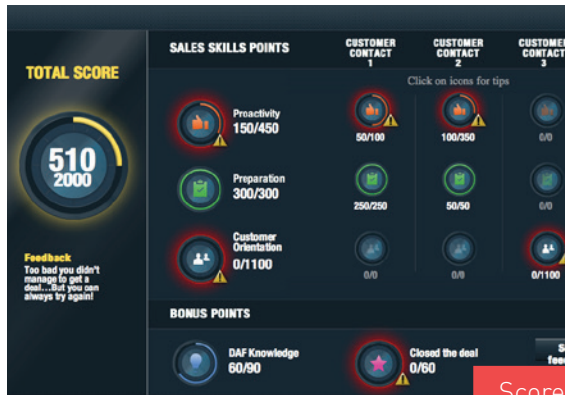 TOTAL SCORE
510
2000
Feedback
Too bad you didn't
manage to get a
deal...But you can
always try again!
SALES SKILLS POINTS
CUSTOMER
CONTACT
1
CUSTOMER
CONTACT
2
CUSTOMER
CONTACT
3
Click on icons for tips
Proactivity
150/450
50/100
100/350
0/0
Preparation
300/300
250/250
50/50
0/0
Customer
Orientation
0/1100
0/0
0/0
0/1100
BONUS POINTS
DAF Knowledge
60/90
Closed the deal
0/60
Score